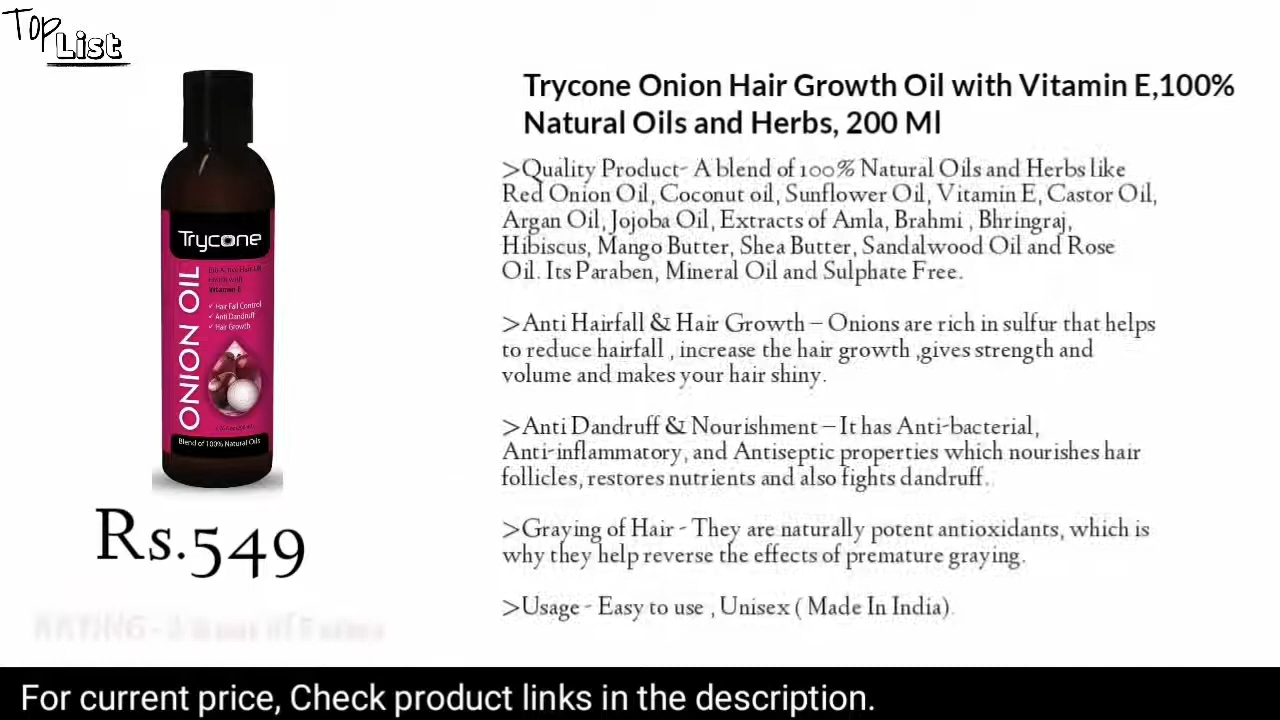 Top
List
Trycone Onion Hair Growth Oil with Vitamin E,100%
Natural Oils and Herbs, 200 Ml
>Quality Product- A blend of 100% Natural Oils and Herbs like
Red Onion Oil, Coconut oil, Sunflower Oil, Vitamin E, Castor Oil,
Argan Oil, Jojoba Oil, Extracts of Amla, Brahmi , Bhringraj,
Hibiscus, Mango Butter, Shea Butter, Sandalwood Oil and Rose
Oil. Its Paraben, Mineral Oil and Sulphate Free.
>Anti Hairfall & Hair Growth – Onions are rich in sulfur that helps
to reduce hairfall , increase the hair growth ,gives strength and
volume and makes your hair shiny.
>Anti Dandruff & Nourishment – It has Anti-bacterial,
Anti-inflammatory, and Antiseptic properties which nourishes hair
follicles, restores nutrients and also fights dandruff.
>Graying of Hair - They are naturally potent antioxidants, which is
why they help reverse the effects of premature graying.
>Usage - Easy to use , Unisex ( Made In India).
Trycone
ONION OIL
Vitamin-E
✓ Hair Fall Control
✓ Anti Dandruff
✓ Hair Growth
Blend of 100% Natural Oils
Rs.549
For current price, Check product links in the description.